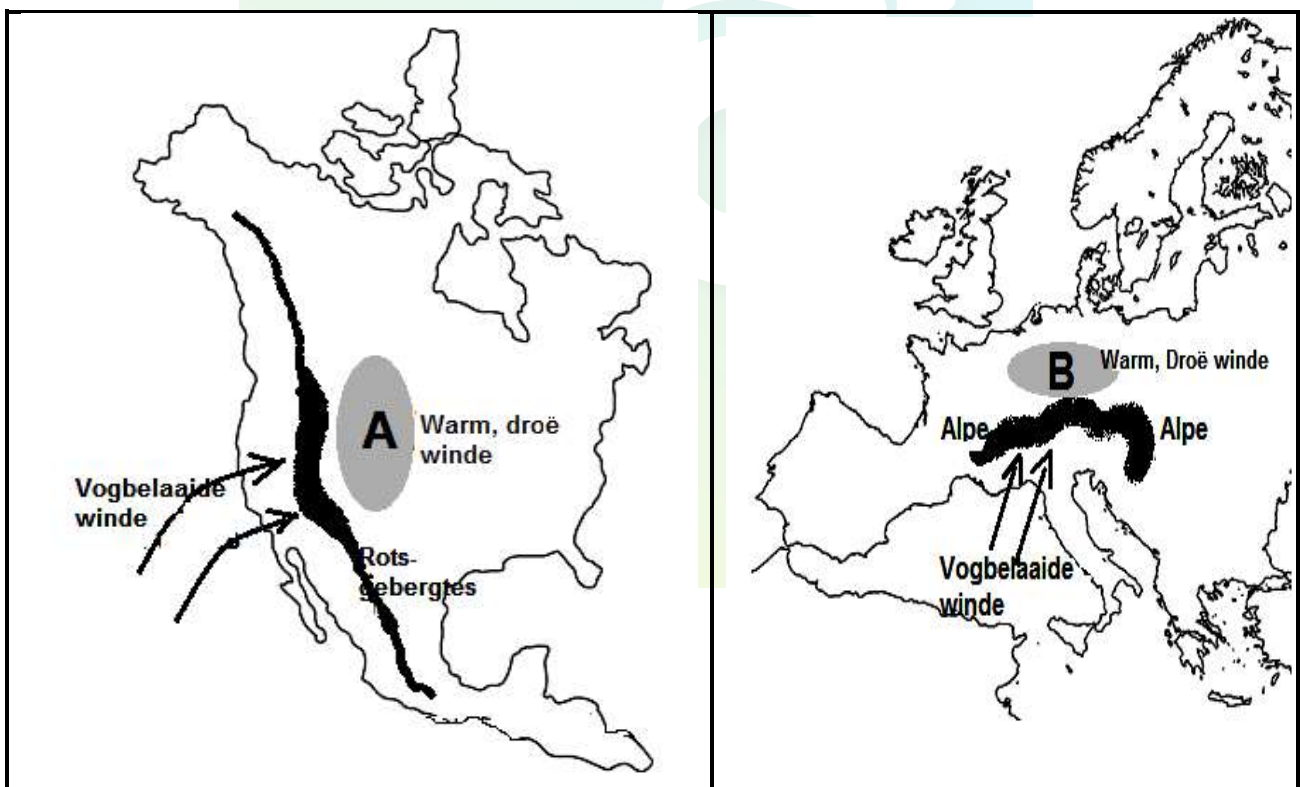 A
Warm, droë
winde
Vogbelaaide
winde
Rots-
gebergtes
B
Warm, Droë winde
Alpe
Alpe
Vogbelaaide
winde